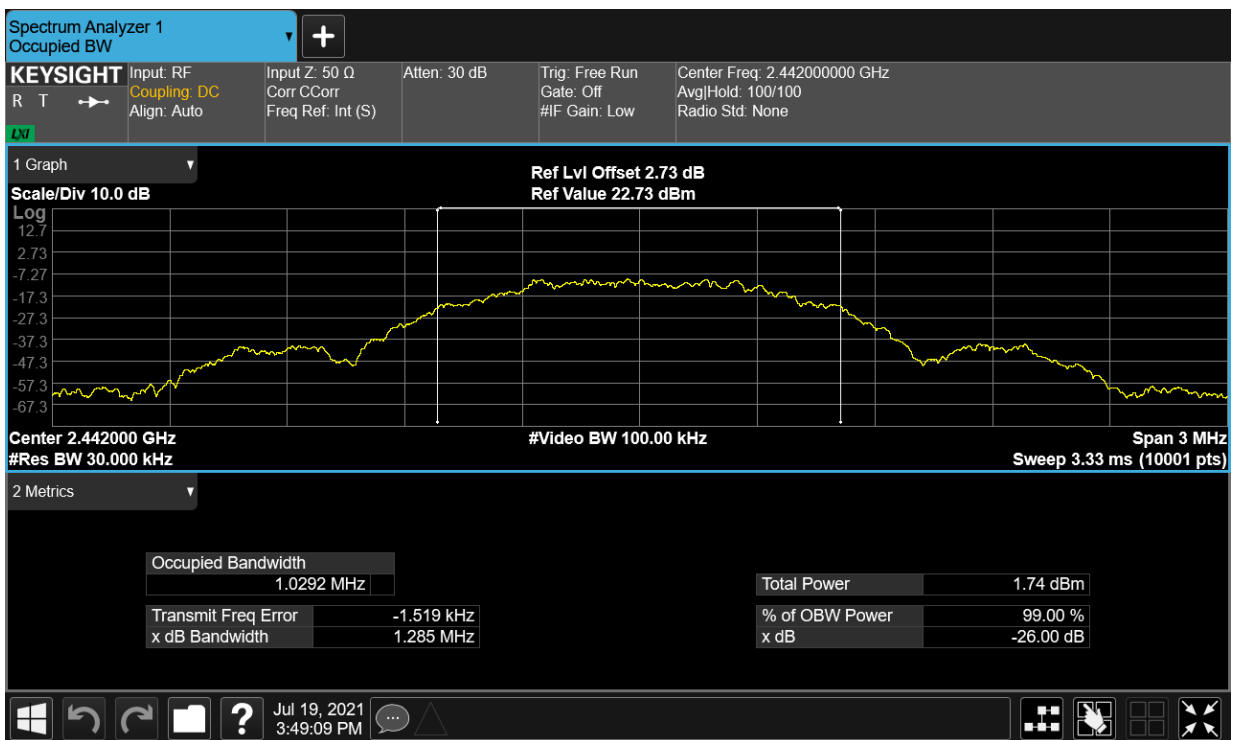 Spectrum Analyzer 1
Occupied BW
+
KEYSIGHT Input: RF Input Z: 50 Ω Atten: 30 dB Trig: Free Run Center Freq: 2.442000000 GHz
R T Coupling: DC Corr CCorr Gate: Off Avg|Hold: 100/100
Align: Auto Freq Ref: Int (S) #IF Gain: Low Radio Std: None
LXI
1 Graph
Ref Lvl Offset 2.73 dB
Scale/Div 10.0 dB Ref Value 22.73 dBm
Log
12.7
2.73
-7.27
-17.3
-27.3
-37.3
-47.3
-57.3
-67.3
Center 2.442000 GHz #Video BW 100.00 kHz Span 3 MHz
#Res BW 30.000 kHz Sweep 3.33 ms (10001 pts)
2 Metrics
Occupied Bandwidth
1.0292 MHz Total Power 1.74 dBm
Transmit Freq Error -1.519 kHz % of OBW Power 99.00 %
x dB Bandwidth 1.285 MHz x dB -26.00 dB
? Jul 19, 2021
3:49:09 PM